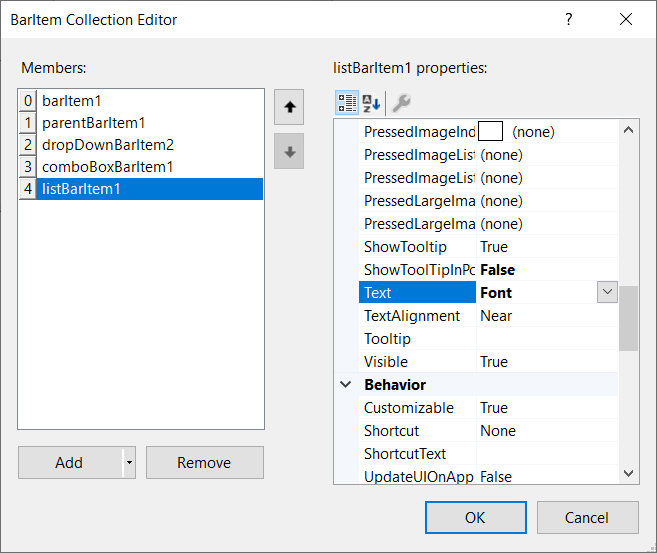 BarItem Collection Editor
Members:
0 barItem1
1 parentBarItem1
2 dropDownBarItem2
3 comboBoxBarItem1
4 listBarItem1
Add
Remove
listBarItem1 properties:
PressedImageInd (none)
PressedImageList (none)
PressedImageList (none)
PressedLargeIma (none)
PressedLargeIma (none)
ShowTooltip True
ShowToolTipInPo False
Text Font
TextAlignment Near
Tooltip
Visible True
Behavior
Customizable True
Shortcut None
ShortcutText
UpdateUIOnApp False
OK
Cancel